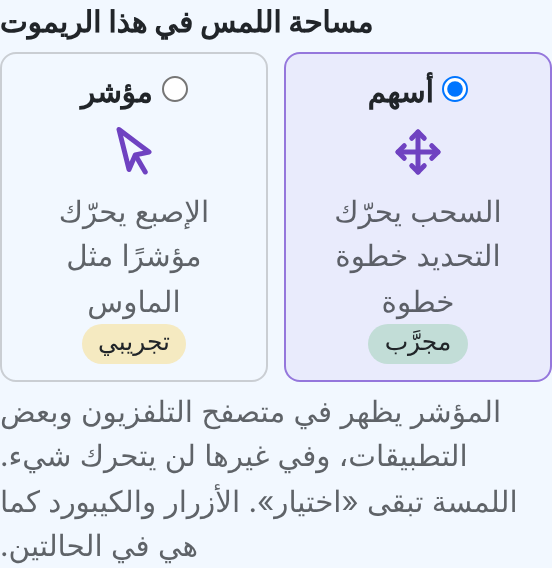 مساحة اللمس في هذا الريموت
أسهم
السحب يحرّك
التحديد خطوة
خطوة
مجرَّب
مؤشر
الإصبع يحرّك
مؤشرًا مثل
الماوس
تجريبي
المؤشر يظهر في متصفح التلفزيون وبعض
التطبيقات، وفي غيرها لن يتحرك شيء.
اللمسة تبقى «اختيار». الأزرار والكيبورد كما
هي في الحالتين.